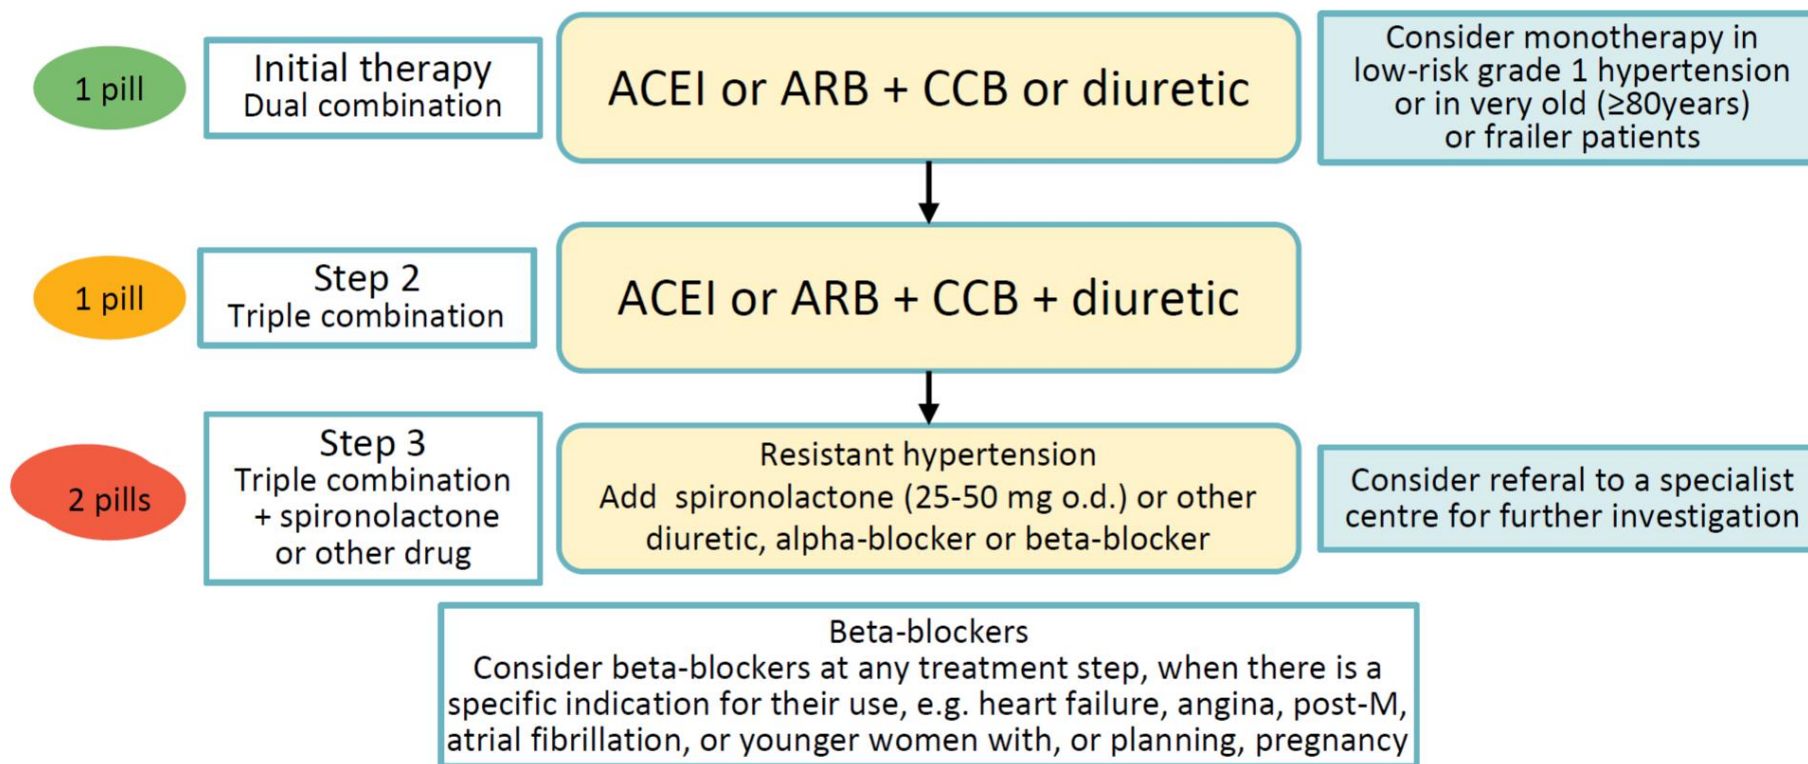 1 pill
Initial therapy
Dual combination
ACEI or ARB + CCB or diuretic
Consider monotherapy in
low-risk grade 1 hypertension
or in very old (≥80years)
or frailer patients
1 pill
Step 2
Triple combination
ACEI or ARB + CCB + diuretic
2 pills
Step 3
Triple combination
+ spironolactone
or other drug
Resistant hypertension
Add spironolactone (25-50 mg o.d.) or other
diuretic, alpha-blocker or beta-blocker
Consider referal to a specialist
centre for further investigation
Beta-blockers
Consider beta-blockers at any treatment step, when there is a
specific indication for their use, e.g. heart failure, angina, post-M,
atrial fibrillation, or younger women with, or planning, pregnancy